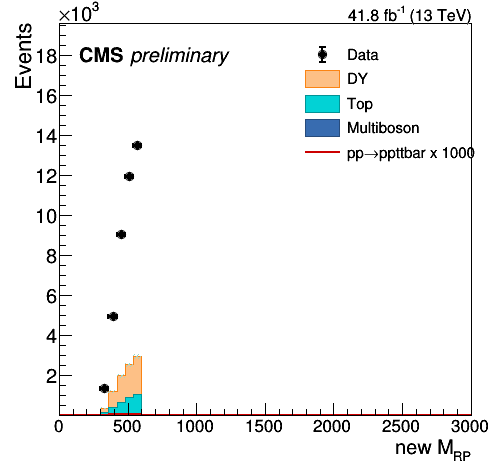 ×10³
41.8 fb⁻¹ (13 TeV)
Events
CMS preliminary
Data
DY
Top
Multiboson
pp→ppttbar x 1000
18
16
14
12
10
8
6
4
2
0 500 1000 1500 2000 2500 3000
new M_RP